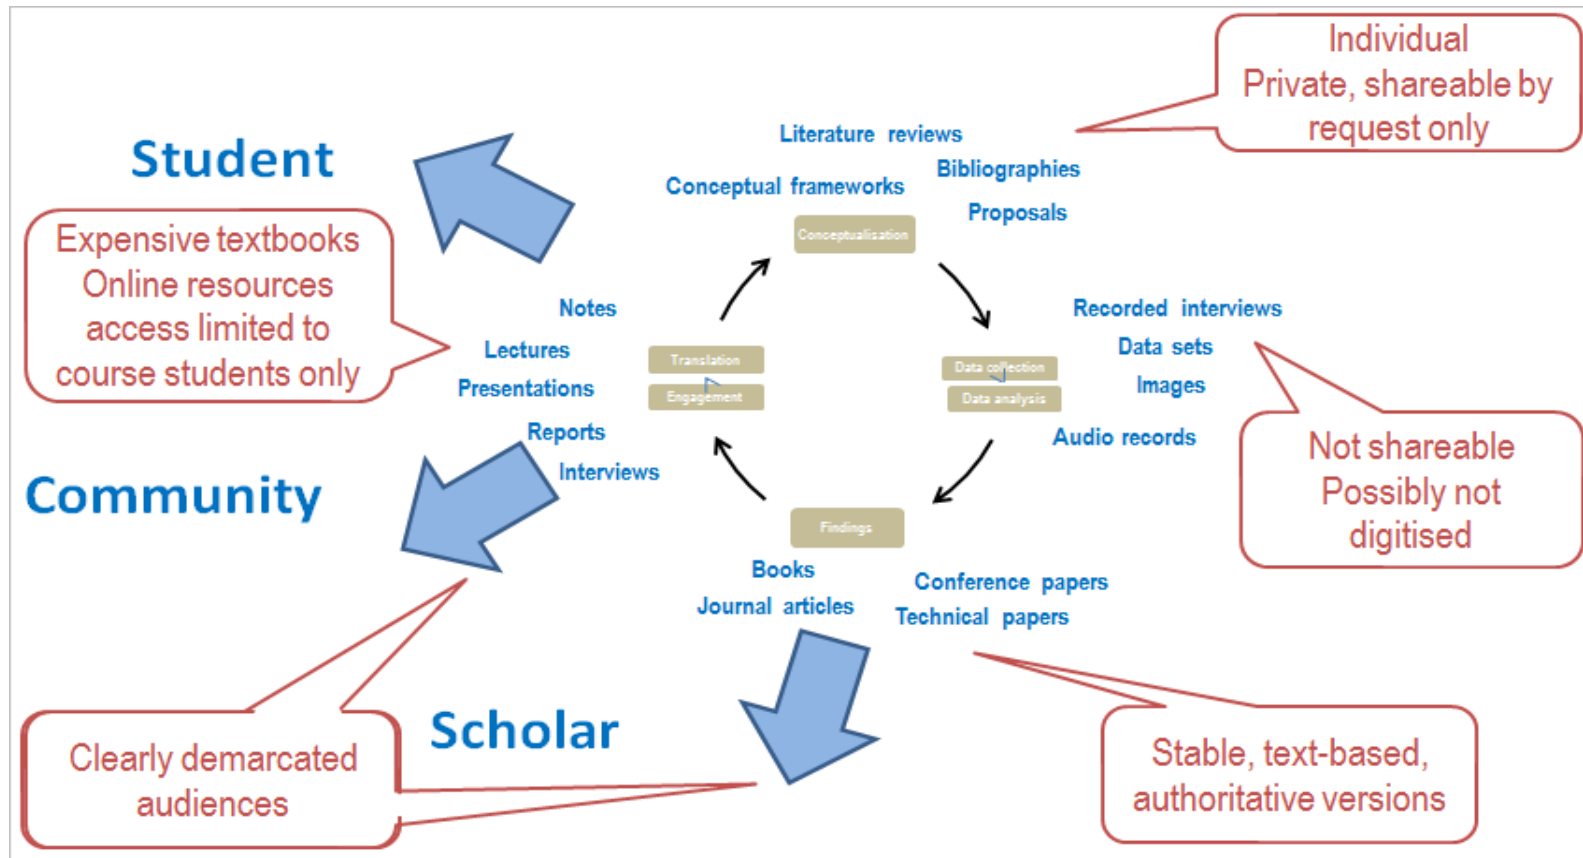 Individual
Private, shareable by
request only
Literature reviews
Bibliographies
Conceptual frameworks
Proposals
Conceptualisation
Student
Expensive textbooks
Online resources
access limited to
course students only
Notes
Lectures
Presentations
Reports
Interviews
Translation
Engagement
Data collection
Data analysis
Recorded interviews
Data sets
Images
Audio records
Not shareable
Possibly not
digitised
Community
Findings
Books
Journal articles
Conference papers
Technical papers
Scholar
Clearly demarcated
audiences
Stable, text-based,
authoritative versions